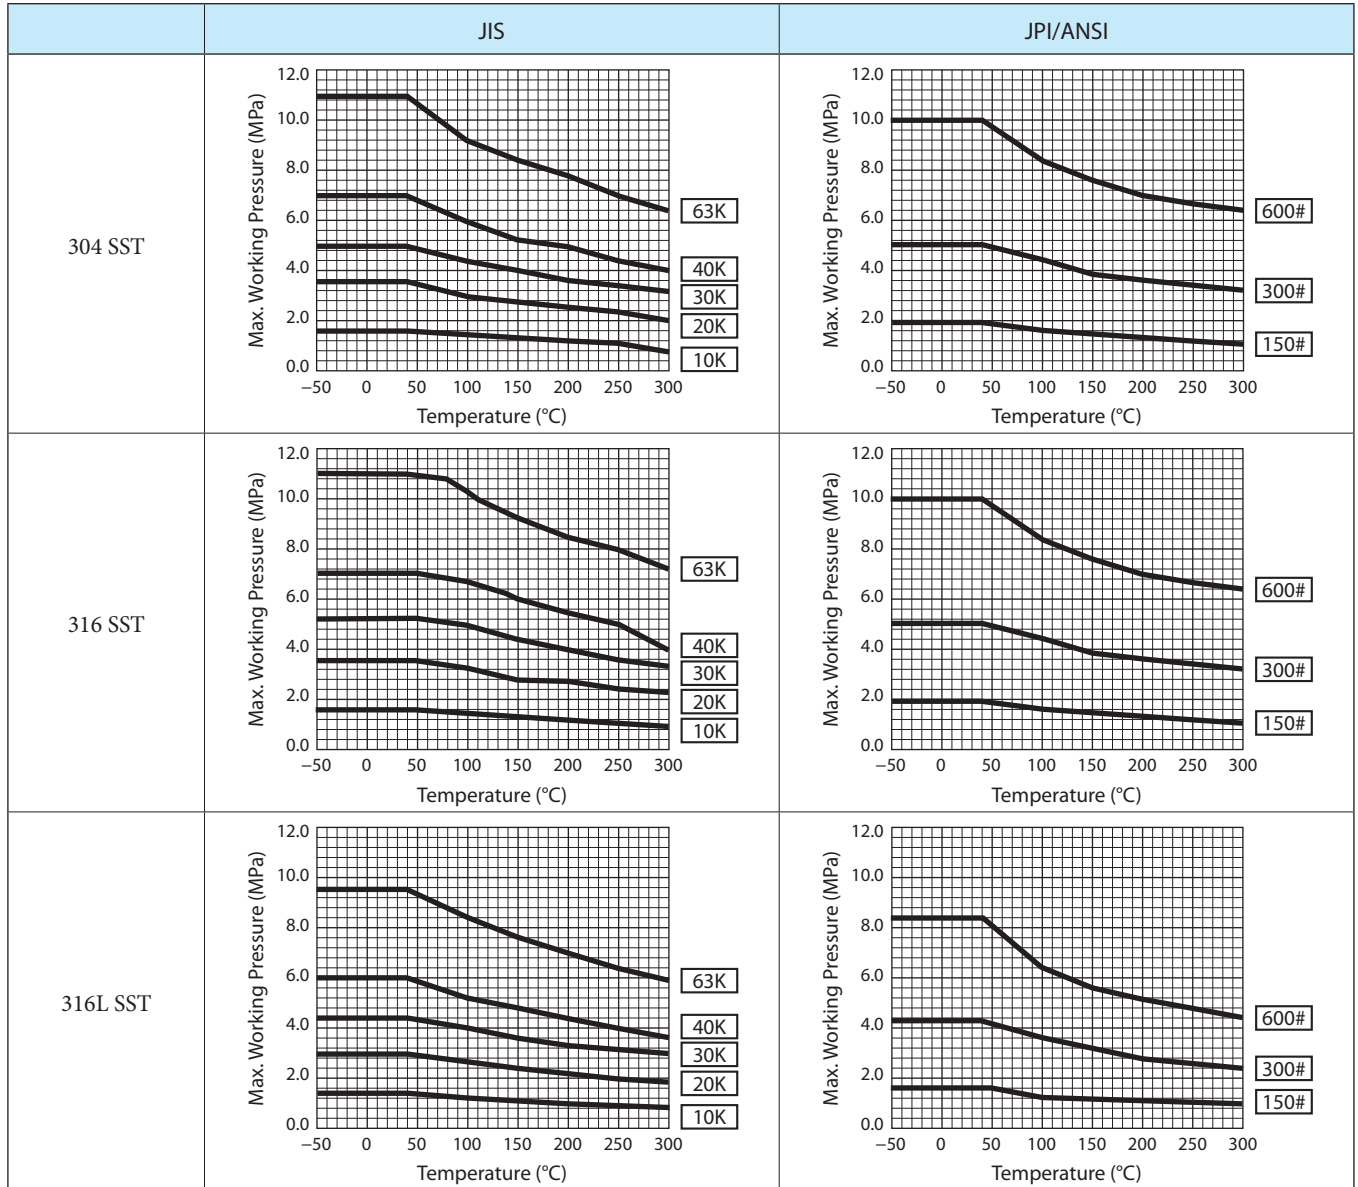 JIS JPI/ANSI
304 SST
Max. Working Pressure (MPa)
12.0
10.0
8.0
6.0
4.0
2.0
0.0
−50 0 50 100 150 200 250 300
Temperature (°C)
63K
40K
30K
20K
10K
Max. Working Pressure (MPa)
12.0
10.0
8.0
6.0
4.0
2.0
0.0
−50 0 50 100 150 200 250 300
Temperature (°C)
600#
300#
150#
316 SST
Max. Working Pressure (MPa)
12.0
10.0
8.0
6.0
4.0
2.0
0.0
−50 0 50 100 150 200 250 300
Temperature (°C)
63K
40K
30K
20K
10K
Max. Working Pressure (MPa)
12.0
10.0
8.0
6.0
4.0
2.0
0.0
−50 0 50 100 150 200 250 300
Temperature (°C)
600#
300#
150#
316L SST
Max. Working Pressure (MPa)
12.0
10.0
8.0
6.0
4.0
2.0
0.0
−50 0 50 100 150 200 250 300
Temperature (°C)
63K
40K
30K
20K
10K
Max. Working Pressure (MPa)
12.0
10.0
8.0
6.0
4.0
2.0
0.0
−50 0 50 100 150 200 250 300
Temperature (°C)
600#
300#
150#